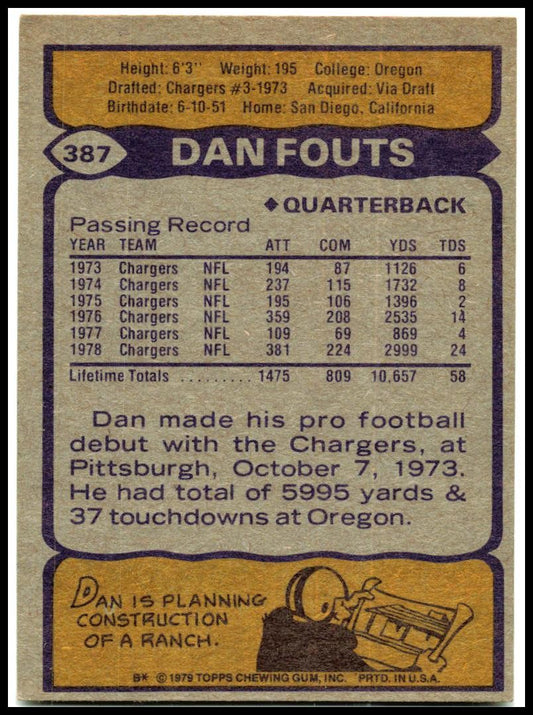 Height: 6'3" Weight: 195 College: Oregon
Drafted: Chargers #3-1973 Acquired: Via Draft
Birthdate: 6-10-51 Home: San Diego, California
387 DAN FOUTS
◆ QUARTERBACK
Passing Record
YEAR TEAM ATT COM YDS TDS
1973 Chargers NFL 194 87 1126 6
1974 Chargers NFL 237 115 1732 8
1975 Chargers NFL 195 106 1396 2
1976 Chargers NFL 359 208 2535 14
1977 Chargers NFL 109 69 869 4
1978 Chargers NFL 381 224 2999 24
Lifetime Totals ......... 1475 809 10,657 58
Dan made his pro football
debut with the Chargers, at
Pittsburgh, October 7, 1973.
He had total of 5995 yards &
37 touchdowns at Oregon.
DAN IS PLANNING
CONSTRUCTION
OF A RANCH.
B* © 1979 TOPPS CHEWING GUM, INC. PRTD. IN U.S.A.